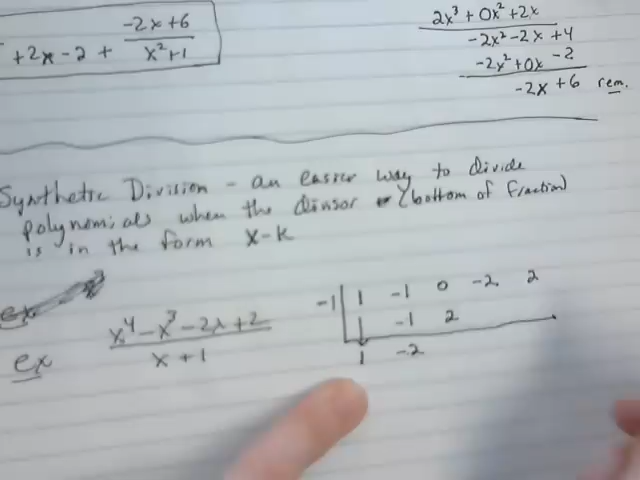 +2x-2 + (-2x+6)/(x²+1)
2x³ + 0x² + 2x
-2x² - 2x + 4
-2x² + 0x - 2
-2x + 6 rem.
Synthetic Division - an easier way to divide
polynomials when the divisor (bottom of fraction)
is in the form x-k
ex
ex (x⁴ - x³ - 2x + 2)/(x + 1)
-1 | 1 -1 0 -2 2
-1 2
1 -2